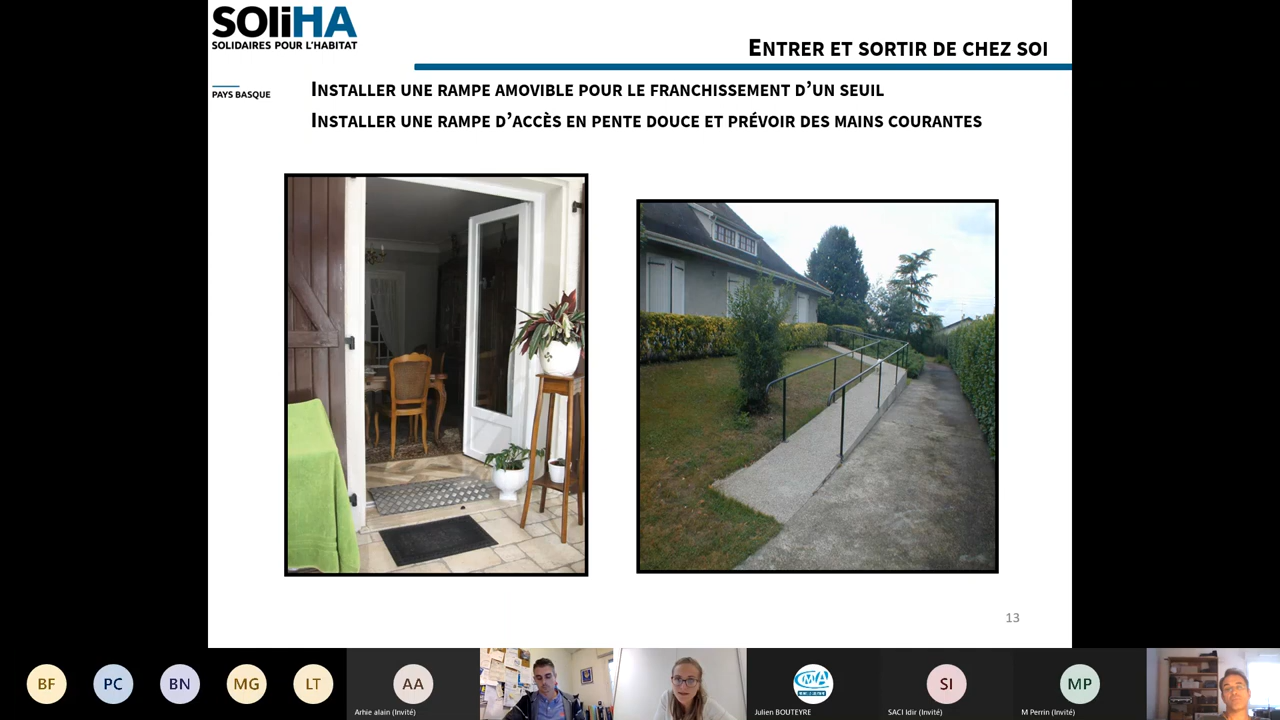 SOliHA
SOLIDAIRES POUR L'HABITAT
PAYS BASQUE
ENTRER ET SORTIR DE CHEZ SOI
INSTALLER UNE RAMPE AMOVIBLE POUR LE FRANCHISSEMENT D'UN SEUIL
INSTALLER UNE RAMPE D'ACCÈS EN PENTE DOUCE ET PRÉVOIR DES MAINS COURANTES
13
BF
PC
BN
MG
LT
AA
Arhie alain (Invité)
CMA
Julien BOUTEYRE
SI
SACI Idir (Invité)
MP
M Perrin (Invité)